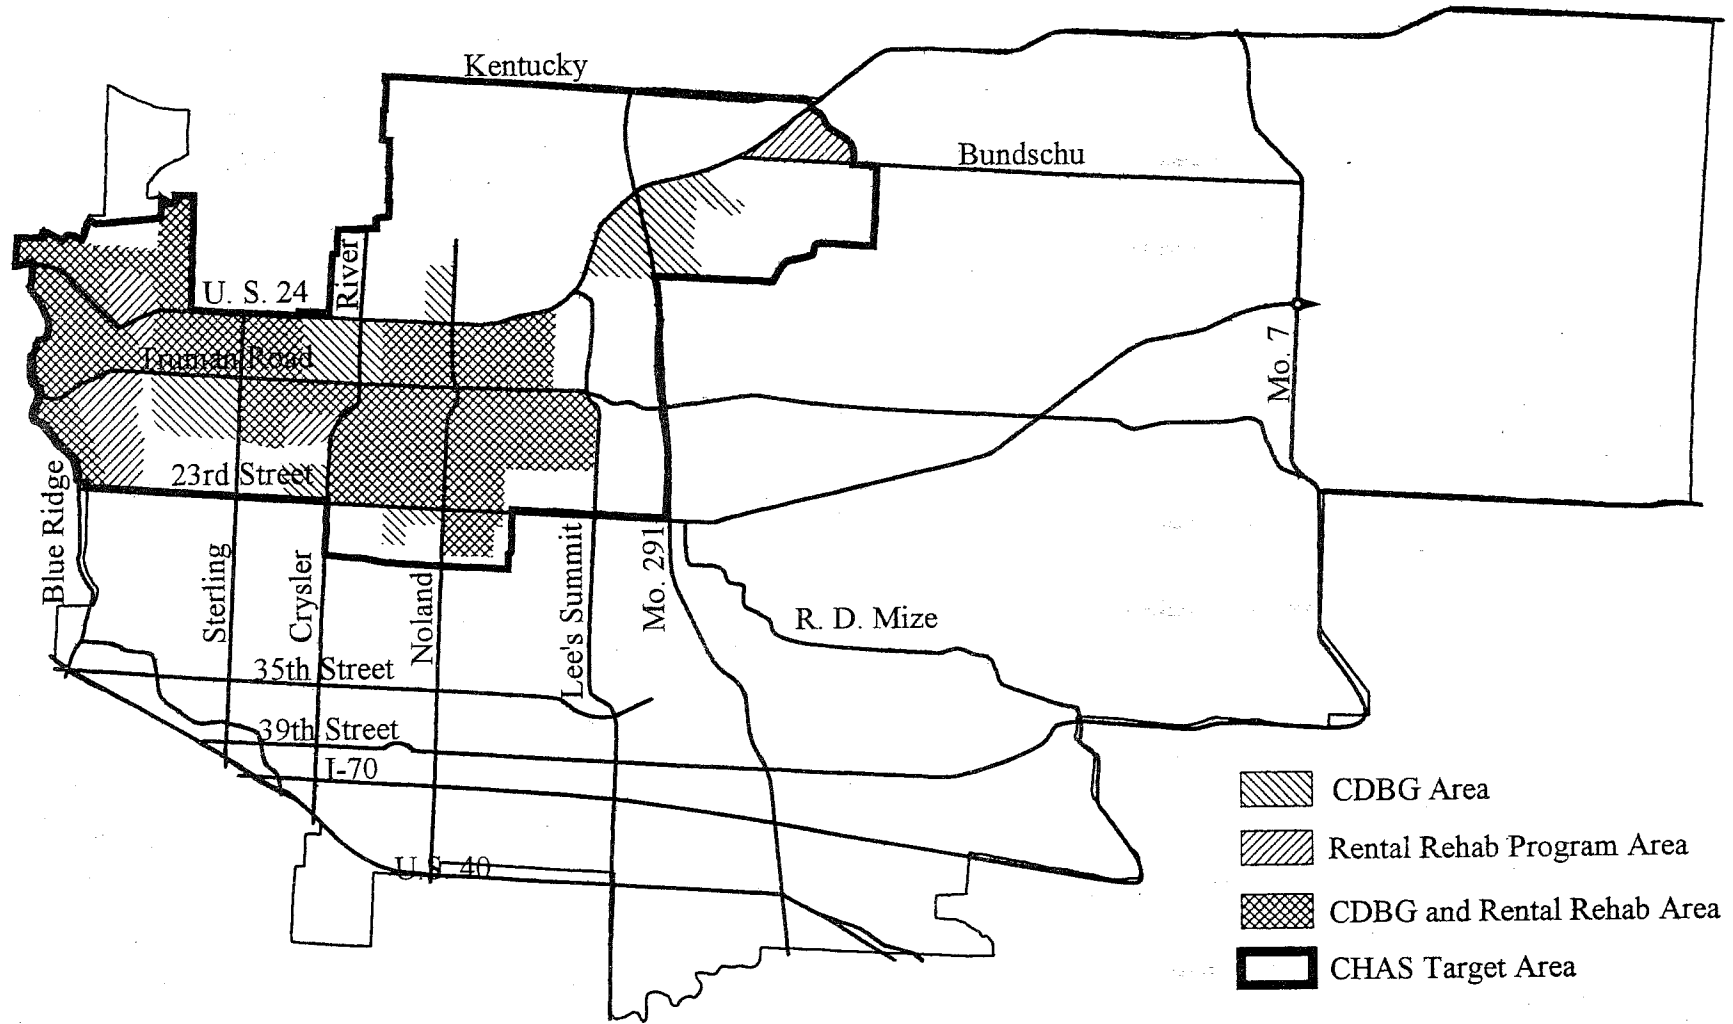 Kentucky
Bundschu
River
U. S. 24
Truman Road
Mo. 7
23rd Street
Blue Ridge
Sterling
Crysler
Noland
Lee's Summit
Mo. 291
R. D. Mize
35th Street
39th Street
I-70
U.S. 40
CDBG Area
Rental Rehab Program Area
CDBG and Rental Rehab Area
CHAS Target Area